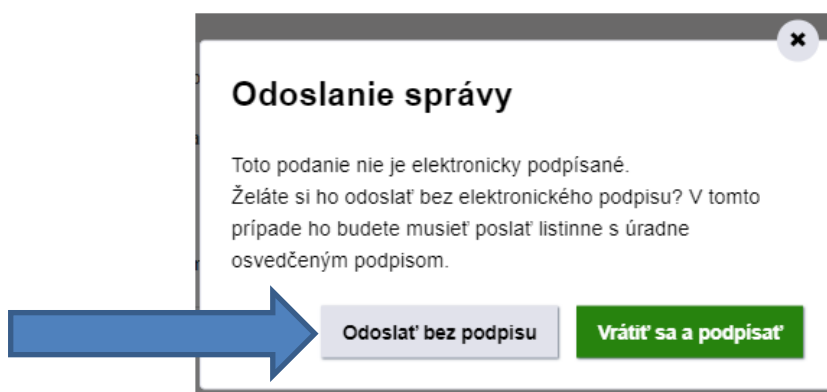 Odoslanie správy
Toto podanie nie je elektronicky podpísané.
Želáte si ho odoslať bez elektronického podpisu? V tomto
prípade ho budete musieť poslať listinne s úradne
osvedčeným podpisom.
Odoslať bez podpisu
Vrátiť sa a podpísať